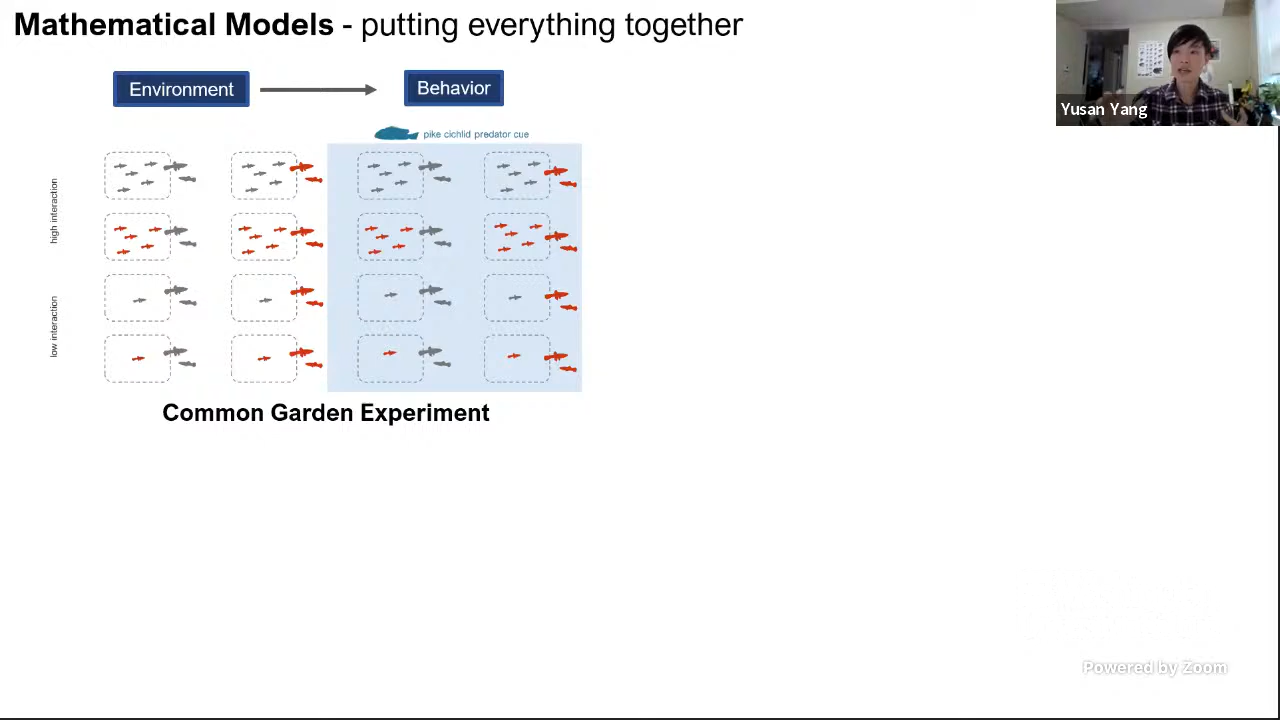 Mathematical Models - putting everything together
Yusan Yang
Environment
Behavior
pike cichlid predator cue
high interaction
low interaction
Common Garden Experiment
Powered by Zoom